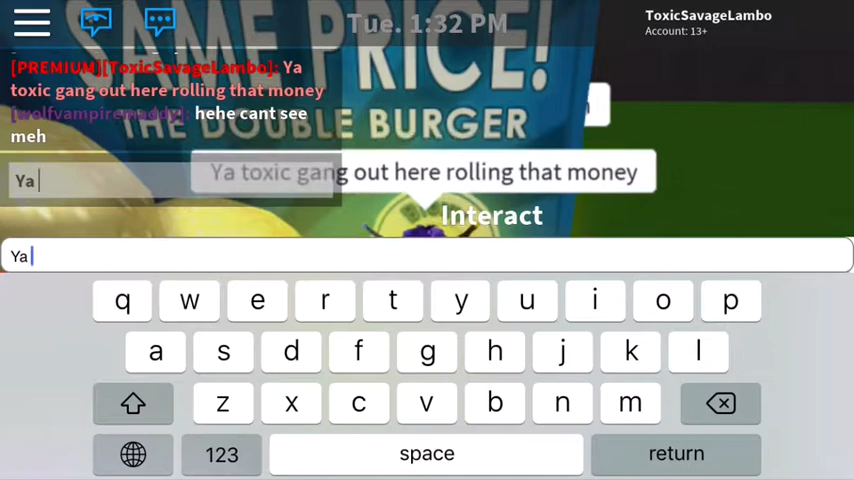 Tue. 1:32 PM
ToxicSavageLambo
Account: 13+
SAME PRICE!
THE DOUBLE BURGER
[PREMIUM][ToxicSavageLambo]: Ya
toxic gang out here rolling that money
[wolfvampiremaddy]: hehe cant see
meh
Ya
Ya toxic gang out here rolling that money
Interact
Ya
q w e r t y u i o p
a s d f g h j k l
z x c v b n m
123 space return